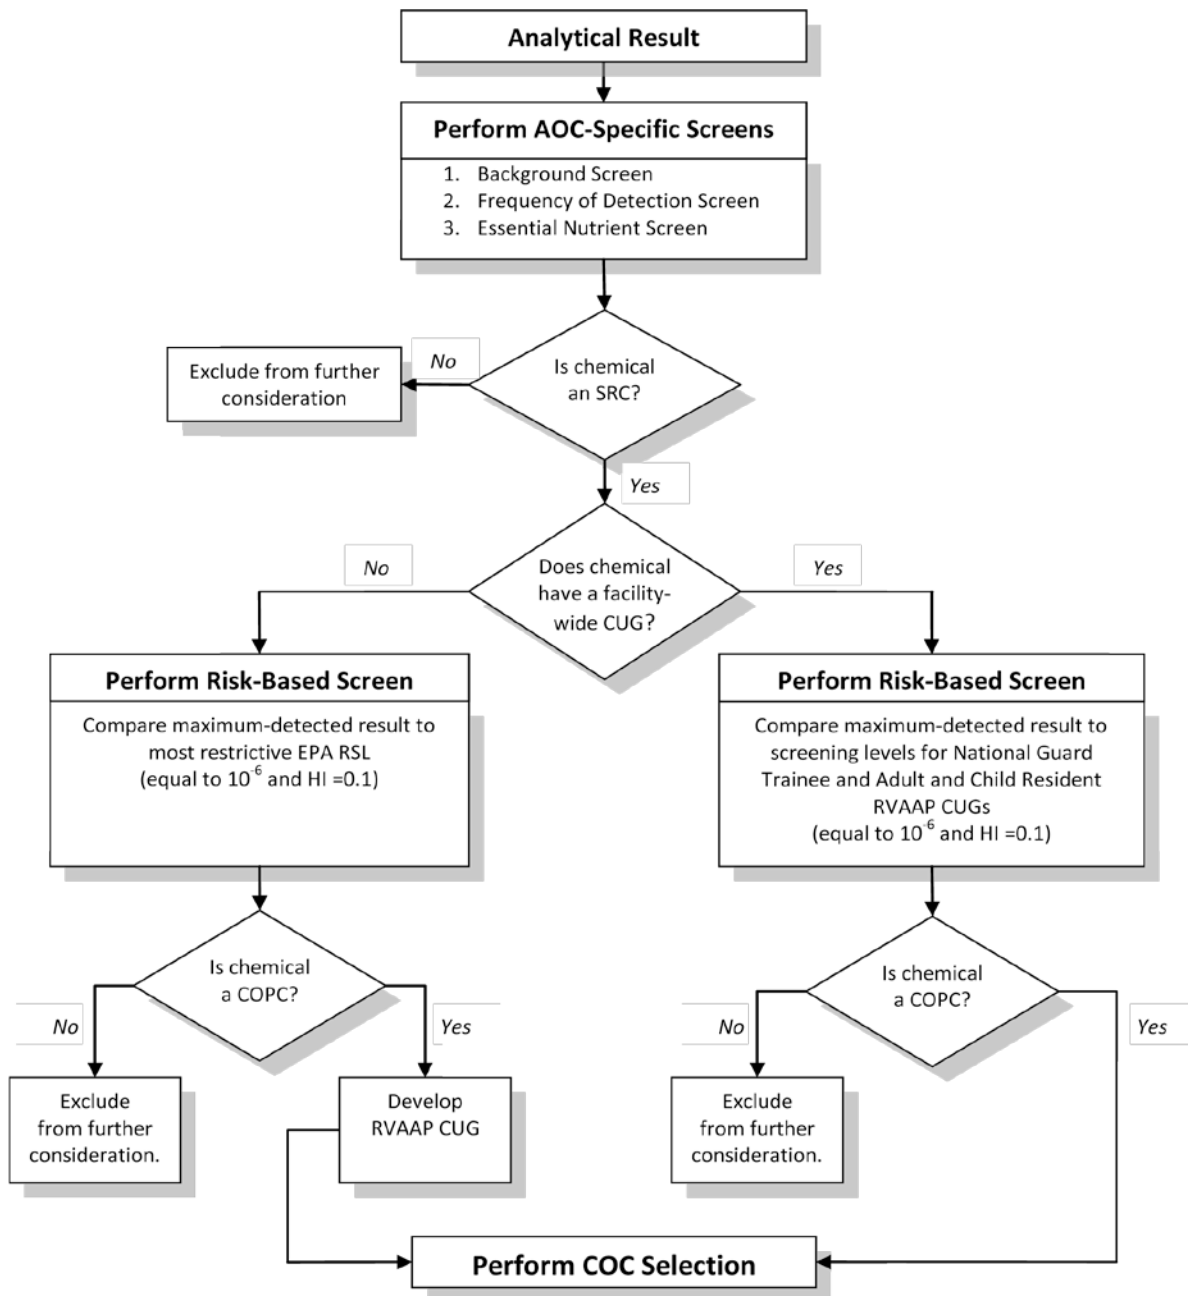 Analytical Result
Perform AOC-Specific Screens
1. Background Screen
2. Frequency of Detection Screen
3. Essential Nutrient Screen
Is chemical
an SRC?
No
Exclude from further
consideration
Yes
Does chemical
have a facility-
wide CUG?
No
Yes
Perform Risk-Based Screen
Compare maximum-detected result to
most restrictive EPA RSL
(equal to 10⁻⁶ and HI =0.1)
Perform Risk-Based Screen
Compare maximum-detected result to
screening levels for National Guard
Trainee and Adult and Child Resident
RVAAP CUGs
(equal to 10⁻⁶ and HI =0.1)
Is chemical
a COPC?
No
Yes
Exclude
from further
consideration.
Develop
RVAAP CUG
Is chemical
a COPC?
No
Yes
Exclude
from further
consideration.
Perform COC Selection